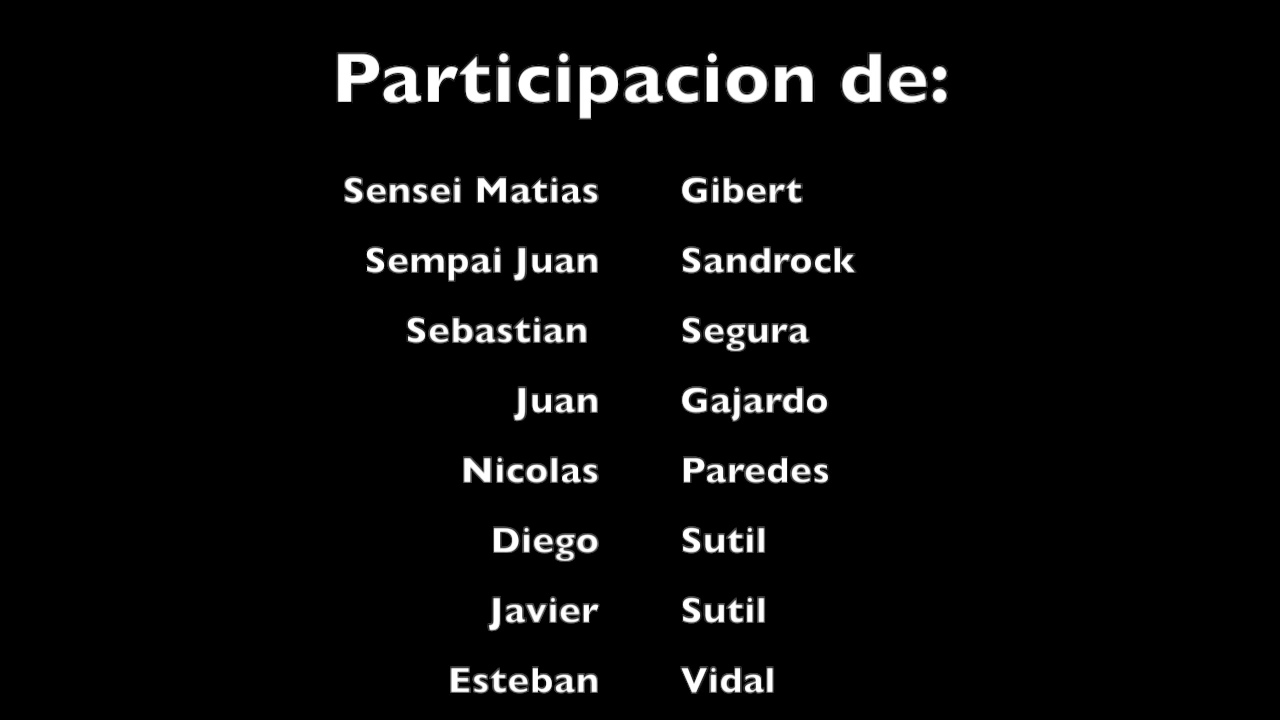 Participacion de:
Sensei Matias Gibert
Sempai Juan Sandrock
Sebastian Segura
Juan Gajardo
Nicolas Paredes
Diego Sutil
Javier Sutil
Esteban Vidal